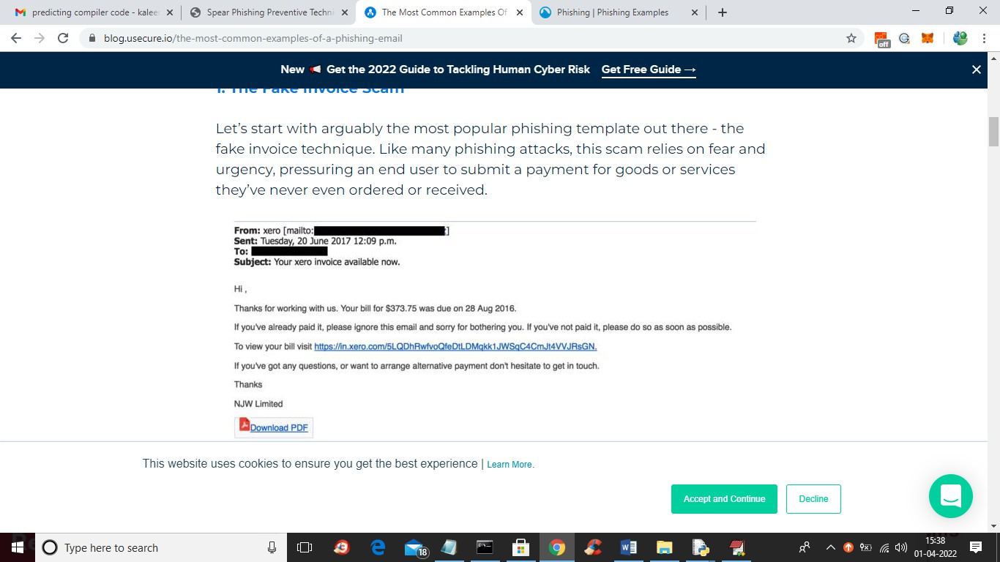 predicting compiler code - kalee
Spear Phishing Preventive Techni
The Most Common Examples Of
Phishing | Phishing Examples
blog.usecure.io/the-most-common-examples-of-a-phishing-email
off
New Get the 2022 Guide to Tackling Human Cyber Risk Get Free Guide →
1. The Fake Invoice Scam
Let's start with arguably the most popular phishing template out there - the
fake invoice technique. Like many phishing attacks, this scam relies on fear and
urgency, pressuring an end user to submit a payment for goods or services
they've never even ordered or received.
From: xero [mailto: ]
Sent: Tuesday, 20 June 2017 12:09 p.m.
To:
Subject: Your xero invoice available now.
Hi ,
Thanks for working with us. Your bill for $373.75 was due on 28 Aug 2016.
If you've already paid it, please ignore this email and sorry for bothering you. If you've not paid it, please do so as soon as possible.
To view your bill visit https://in.xero.com/5LQDhRwfvoQfeDtLDMqkk1JWSqC4CmJt4VVJRsGN.
If you've got any questions, or want to arrange alternative payment don't hesitate to get in touch.
Thanks
NJW Limited
Download PDF
This website uses cookies to ensure you get the best experience | Learn More.
Accept and Continue
Decline
Type here to search
18
15:38
01-04-2022